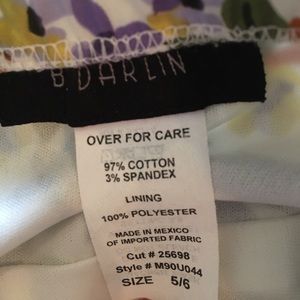 B. DARLIN
OVER FOR CARE
97% COTTON
3% SPANDEX
LINING
100% POLYESTER
MADE IN MEXICO
OF IMPORTED FABRIC
Cut # 25698
Style # M90U044
SIZE 5/6